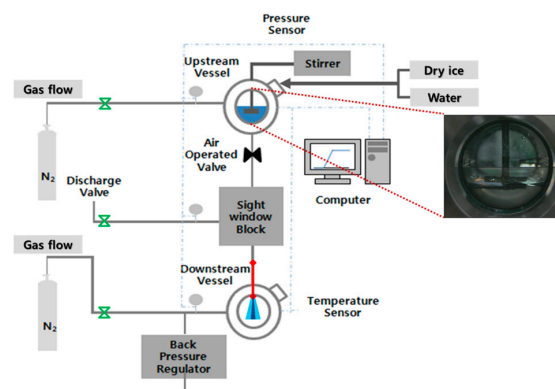 Pressure
Sensor
Stirrer
Upstream
Vessel
Dry ice
Water
Gas flow
N2
Air
Operated
Valve
Computer
Discharge
Valve
Sight
window
Block
Gas flow
Downstream
Vessel
Temperature
Sensor
N2
Back
Pressure
Regulator